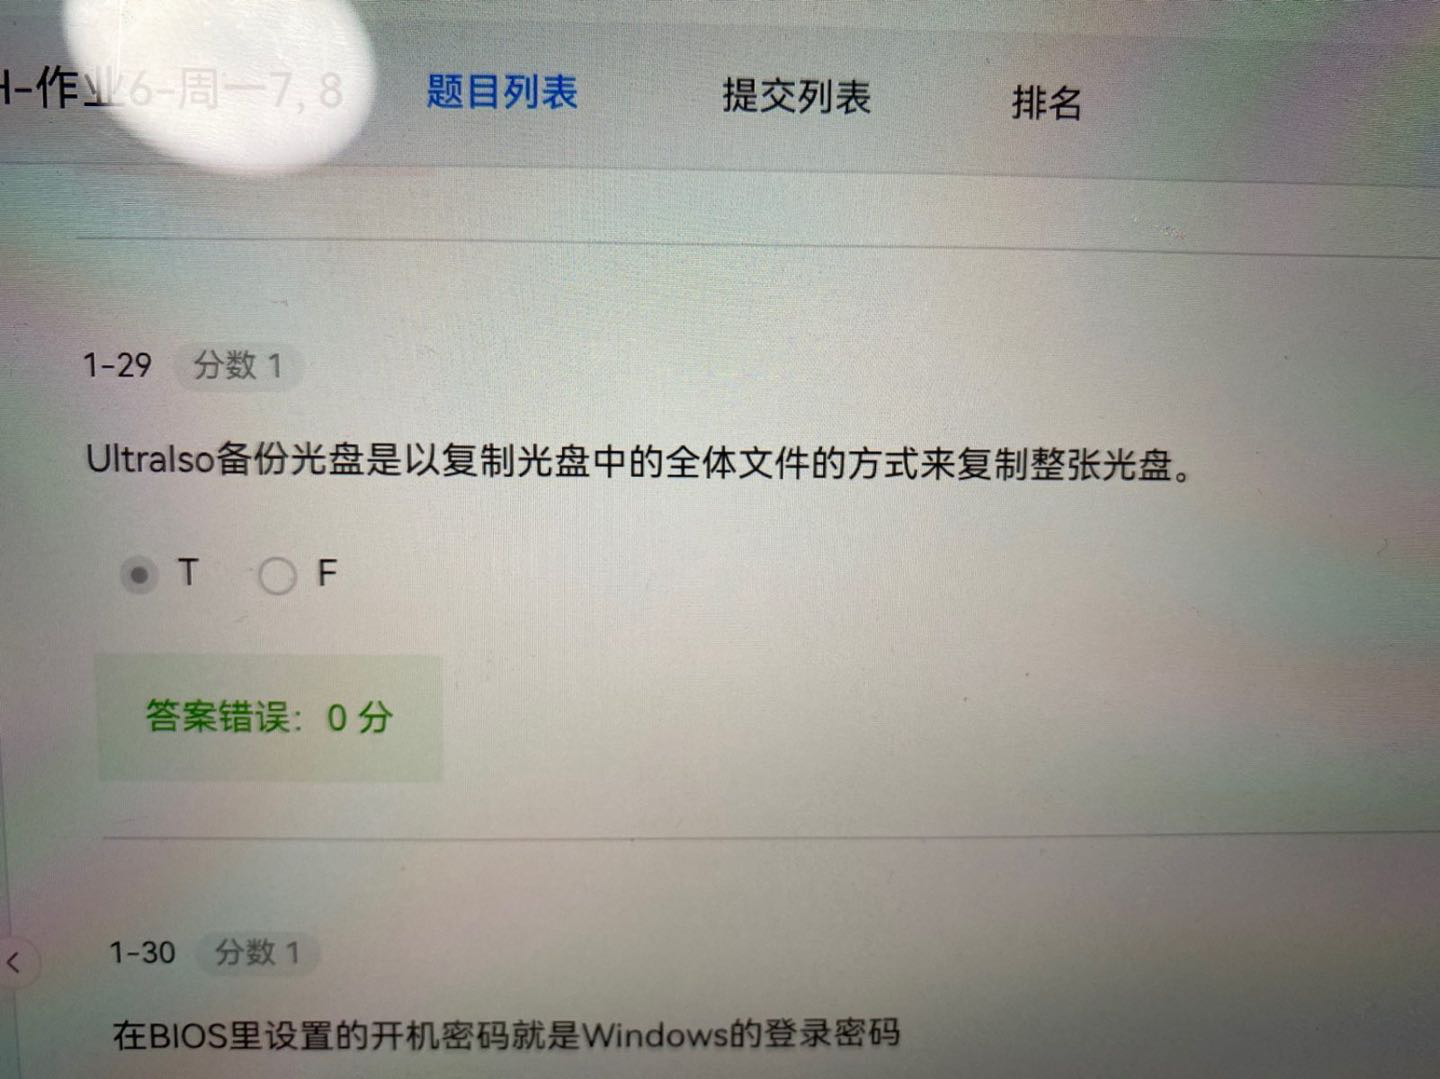 H-作业6-周一7, 8 题目列表 提交列表 排名
1-29 分数 1
UltraIso备份光盘是以复制光盘中的全体文件的方式来复制整张光盘。
T F
答案错误：0 分
1-30 分数 1
在BIOS里设置的开机密码就是Windows的登录密码